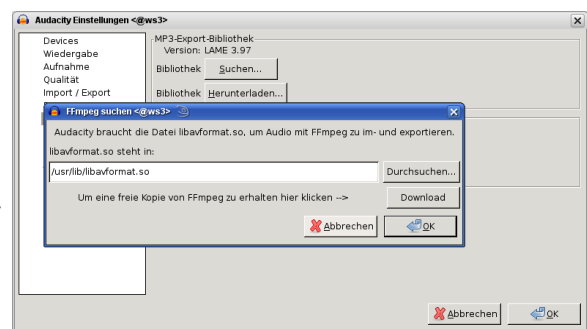 Audacity Einstellungen <@ws3>
Devices
Wiedergabe
Aufnahme
Qualität
Import / Export
MP3-Export-Bibliothek
Version: LAME 3.97
Bibliothek Suchen...
Bibliothek Herunterladen...
FFmpeg suchen <@ws3>
Audacity braucht die Datei libavformat.so, um Audio mit FFmpeg zu im- und exportieren.
libavformat.so steht in:
/usr/lib/libavformat.so
Durchsuchen...
Um eine freie Kopie von FFmpeg zu erhalten hier klicken -->
Download
Abbrechen
OK
Abbrechen
OK